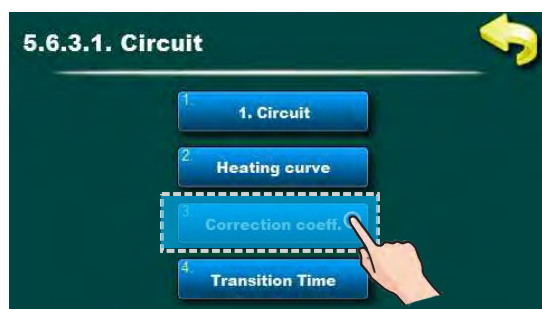 5.6.3.1. Circuit
1.
1. Circuit
2.
Heating curve
3.
Correction coeff.
4.
Transition Time